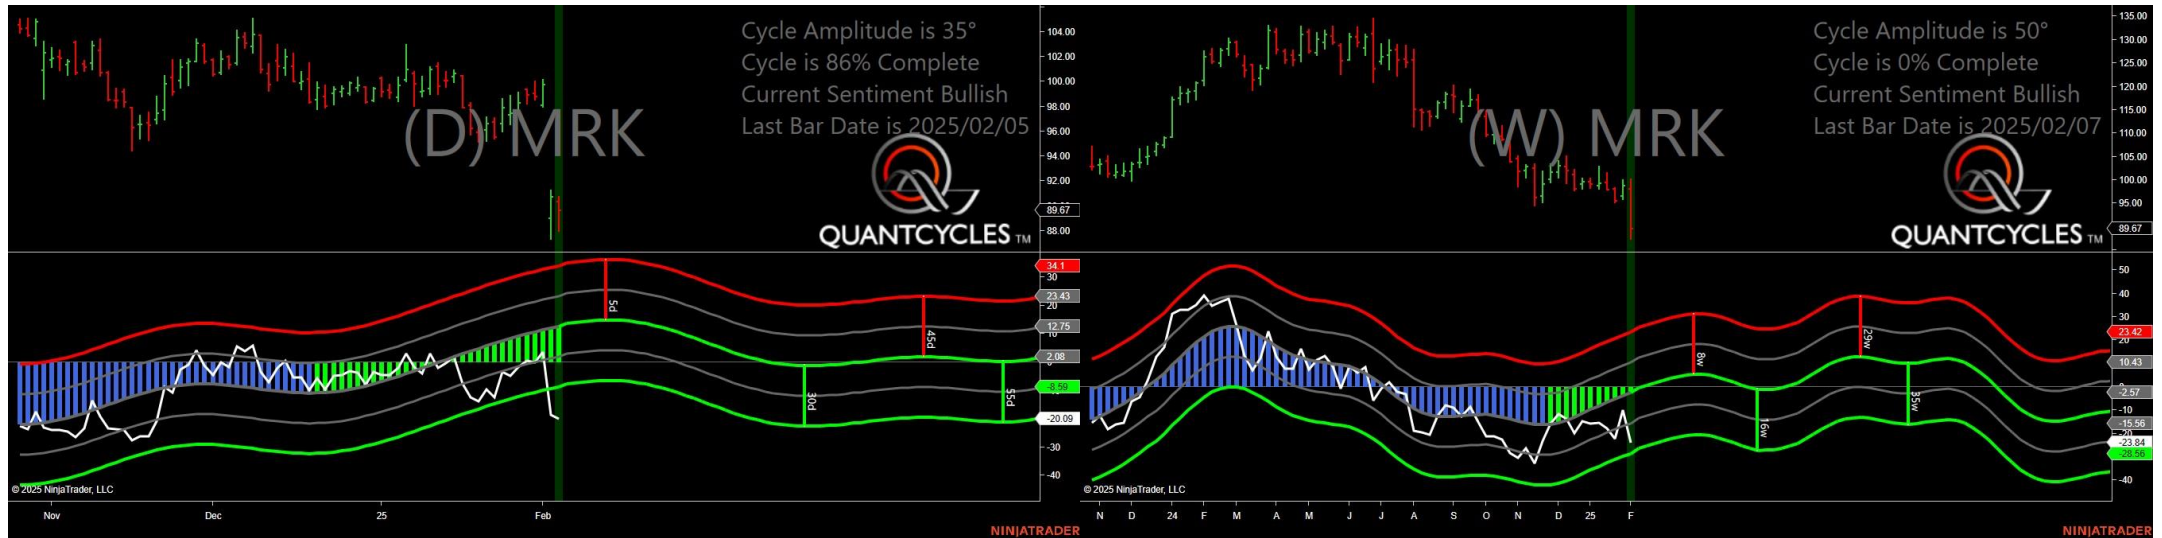 Cycle Amplitude is 35°
Cycle is 86% Complete
Current Sentiment Bullish
Last Bar Date is 2025/02/05
(D) MRK
QUANTCYCLES TM
104.00
102.00
100.00
98.00
96.00
94.00
92.00
89.67
88.00
34.1
30
23.43
20
12.75
10
2.08
0
-8.59
-20.09
-30
-40
5d
30d
45d
55d
© 2025 NinjaTrader, LLC
Nov Dec 25 Feb
NINJATRADER
Cycle Amplitude is 50°
Cycle is 0% Complete
Current Sentiment Bullish
Last Bar Date is 2025/02/07
(W) MRK
QUANTCYCLES TM
135.00
130.00
125.00
120.00
115.00
110.00
105.00
100.00
95.00
89.67
50
40
30
23.42
20
10.43
-2.57
-10
-15.56
-20
-23.84
-28.56
-40
8w
16w
29w
35w
© 2025 NinjaTrader, LLC
N D 24 F M A M J J A S O N D 25 F
NINJATRADER